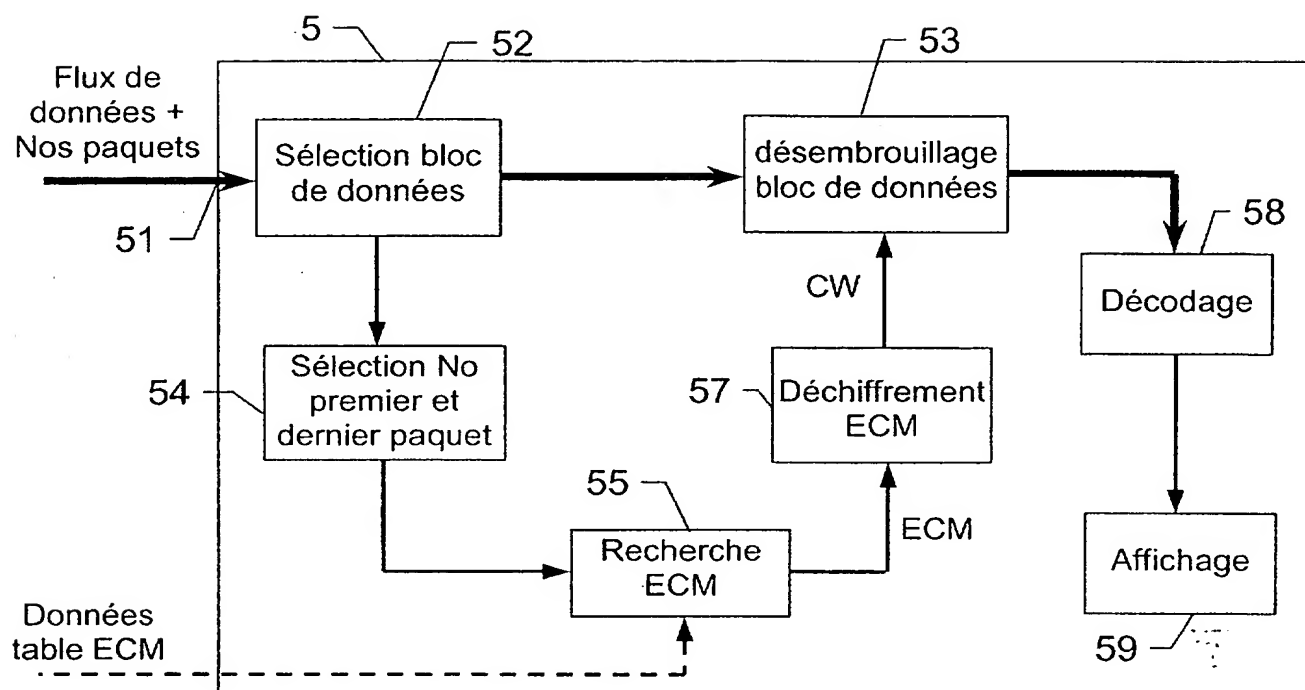 5
52
53
Flux de
données +
Nos paquets
51
Sélection bloc
de données
désembrouillage
bloc de données
58
CW
Décodage
54
Sélection No
premier et
dernier paquet
57
Déchiffrement
ECM
55
Recherche
ECM
ECM
Affichage
59
Données
table ECM